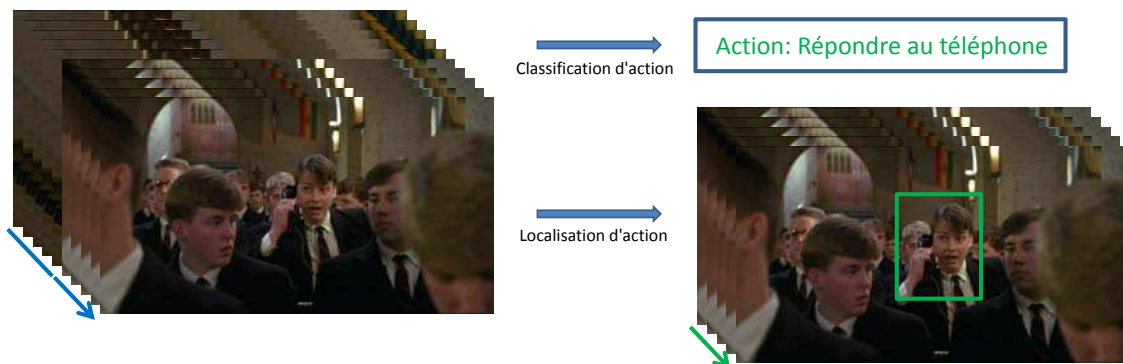 Classification d'action
Action: Répondre au téléphone
Localisation d'action